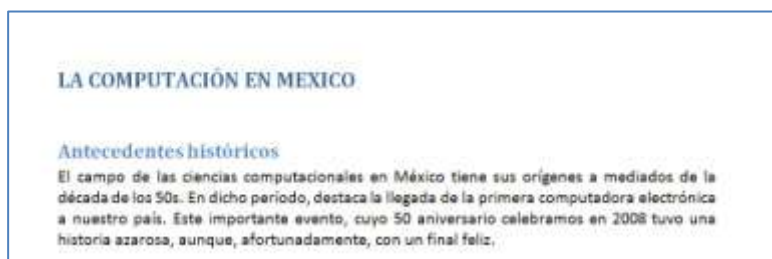 LA COMPUTACIÓN EN MEXICO
Antecedentes históricos
El campo de las ciencias computacionales en México tiene sus orígenes a mediados de la
década de los 50s. En dicho período, destaca la llegada de la primera computadora electrónica
a nuestro país. Este importante evento, cuyo 50 aniversario celebramos en 2008 tuvo una
historia azarosa, aunque, afortunadamente, con un final feliz.